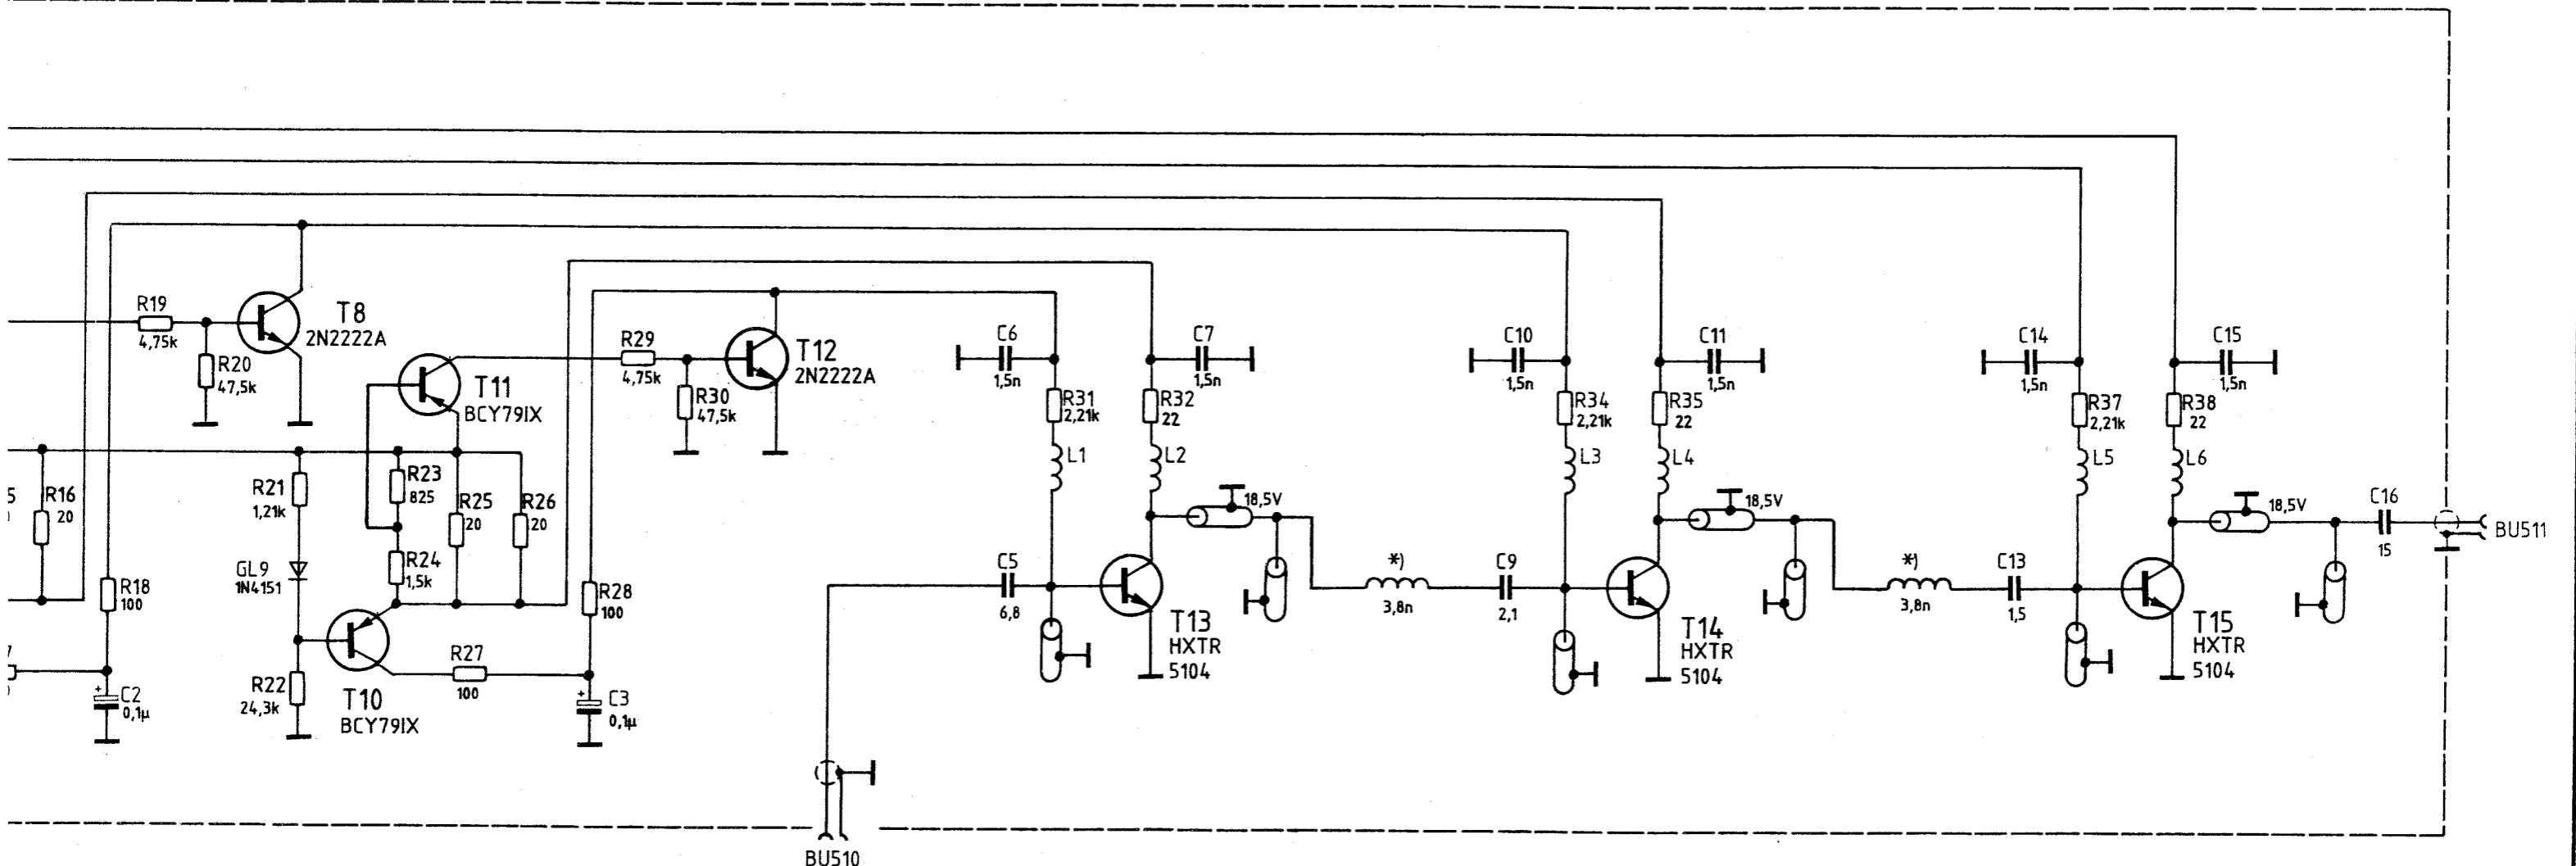 R19
4,75k
R20
47,5k
T8
2N2222A
T11
BCY79IX
R29
4,75k
R30
47,5k
T12
2N2222A
C6
1,5n
C7
1,5n
R31
2,21k
R32
22
L1
L2
C10
1,5n
C11
1,5n
R34
2,21k
R35
22
L3
L4
C14
1,5n
C15
1,5n
R37
2,21k
R38
22
L5
L6
5
R16
20
R21
1,21k
R23
825
R25
20
R26
20
GL9
1N4151
R24
1,5k
R18
100
R28
100
R22
24,3k
T10
BCY79IX
R27
100
+
C2
0,1µ
+
C3
0,1µ
7
18,5V
18,5V
18,5V
C5
6,8
T13
HXTR
5104
*)
3,8n
C9
2,1
T14
HXTR
5104
*)
3,8n
C13
1,5
T15
HXTR
5104
C16
15
BU511
BU510